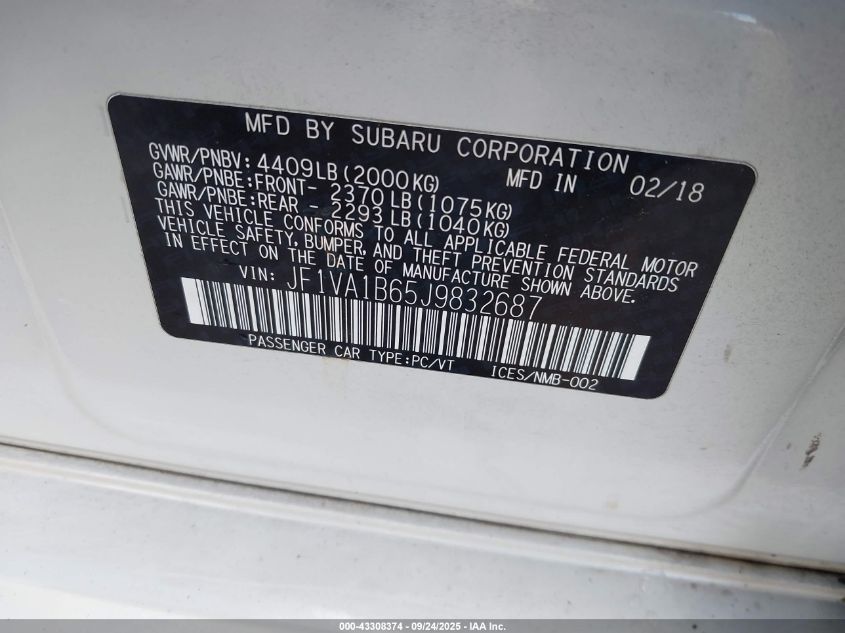 MFD BY SUBARU CORPORATION
GVWR/PNBV: 4409LB(2000KG) MFD IN 02/18
GAWR/PNBE:FRONT- 2370LB(1075KG)
GAWR/PNBE:REAR - 2293LB(1040KG)
THIS VEHICLE CONFORMS TO ALL APPLICABLE FEDERAL MOTOR
VEHICLE SAFETY, BUMPER, AND THEFT PREVENTION STANDARDS
IN EFFECT ON THE DATE OF MANUFACTURE SHOWN ABOVE.
VIN: JF1VA1B65J9832687
PASSENGER CAR TYPE:PC/VT ICES/NMB-002
000-43308374 - 09/24/2025 - IAA Inc.